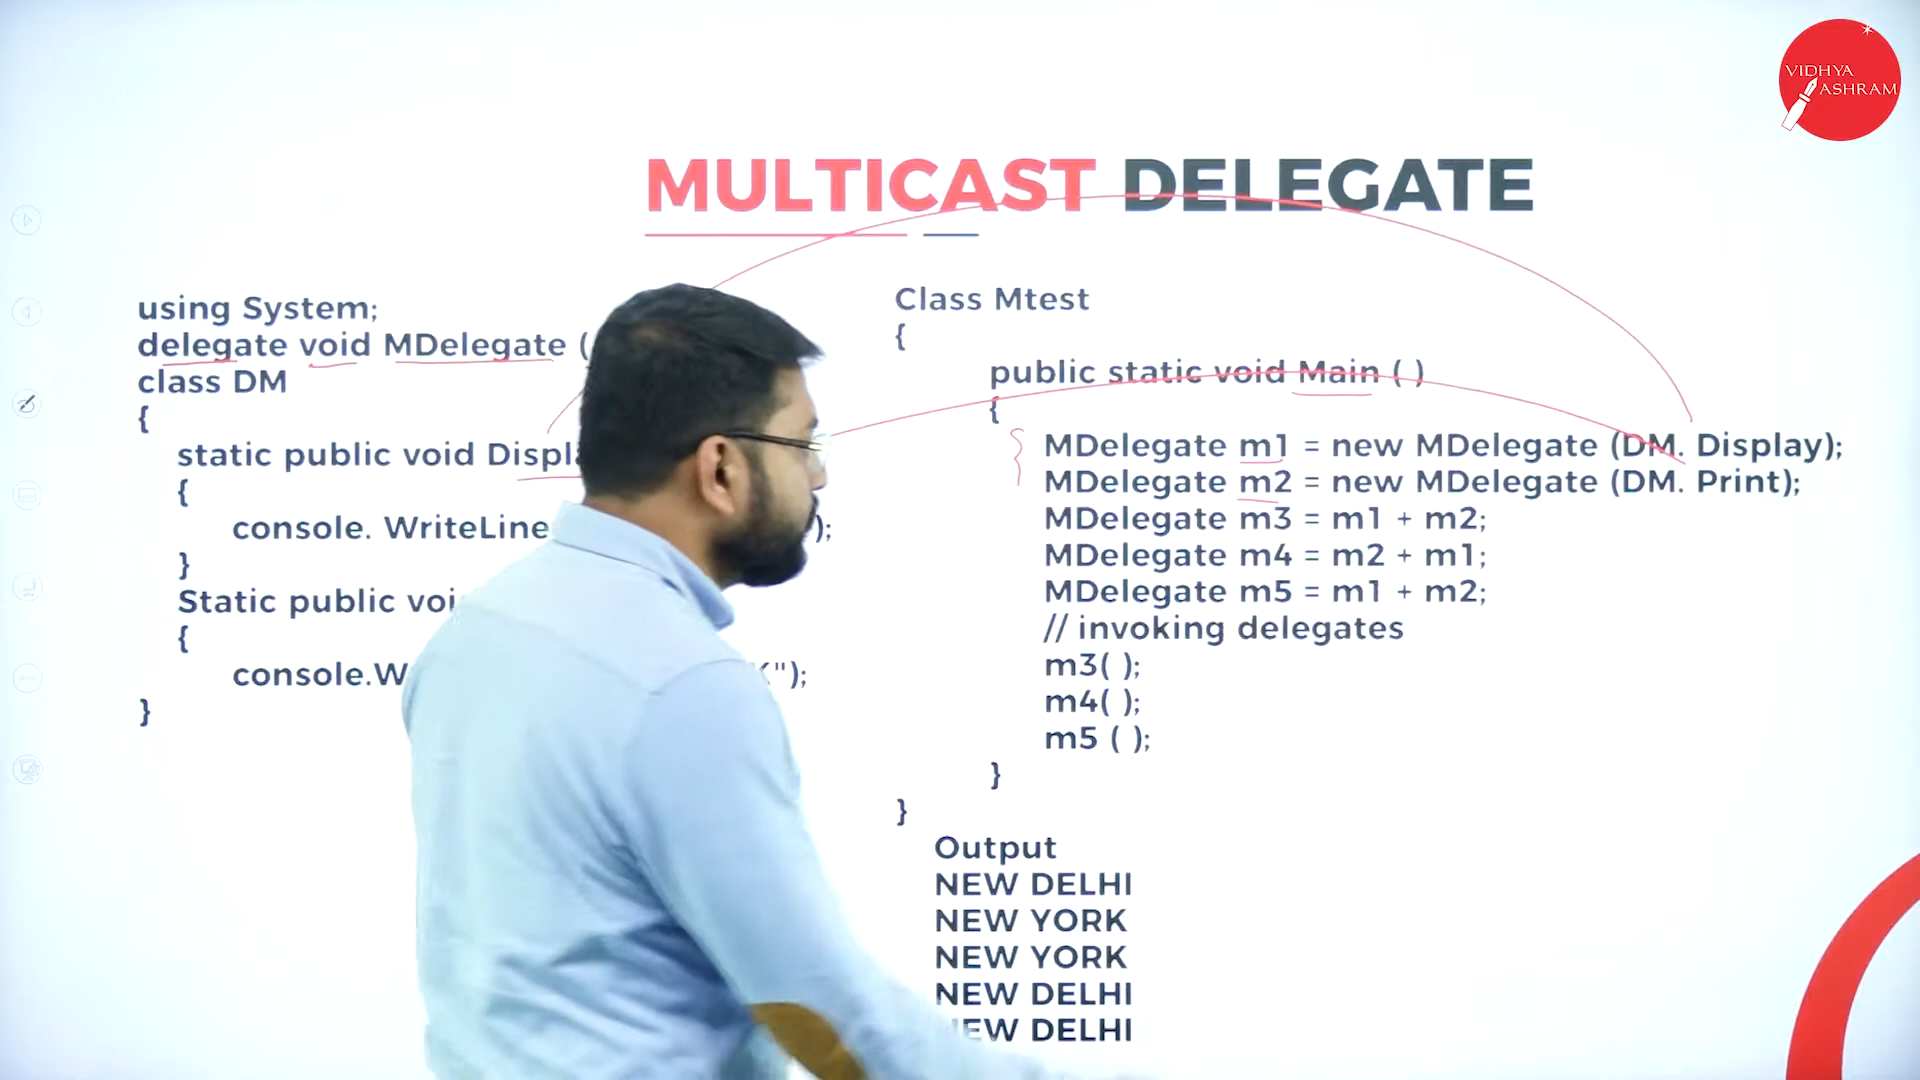 VIDHYA
ASHRAM
MULTICAST DELEGATE
using System;
delegate void MDelegate (
class DM
{
static public void Displ
{
console. WriteLine
);
}
Static public voi
{
console.W
");
}
Class Mtest
{
public static void Main ( )
{
MDelegate m1 = new MDelegate (DM. Display);
MDelegate m2 = new MDelegate (DM. Print);
MDelegate m3 = m1 + m2;
MDelegate m4 = m2 + m1;
MDelegate m5 = m1 + m2;
// invoking delegates
m3( );
m4( );
m5 ( );
}
}
Output
NEW DELHI
NEW YORK
NEW YORK
NEW DELHI
NEW DELHI